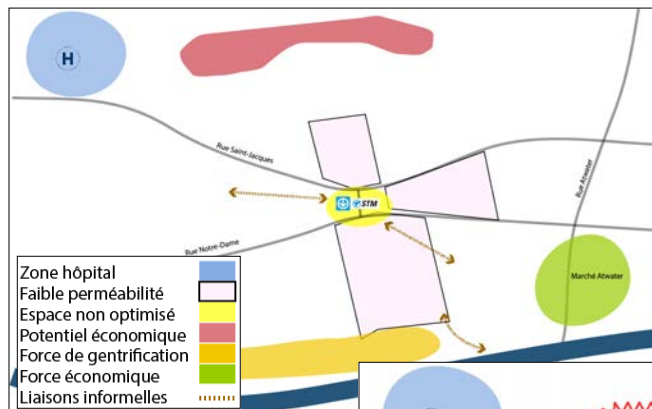 H
Rue Saint-Jacques
Rue Atwater
STM
Rue Notre-Dame
Marché Atwater
Zone hôpital
Faible perméabilité
Espace non optimisé
Potentiel économique
Force de gentrification
Force économique
Liaisons informelles